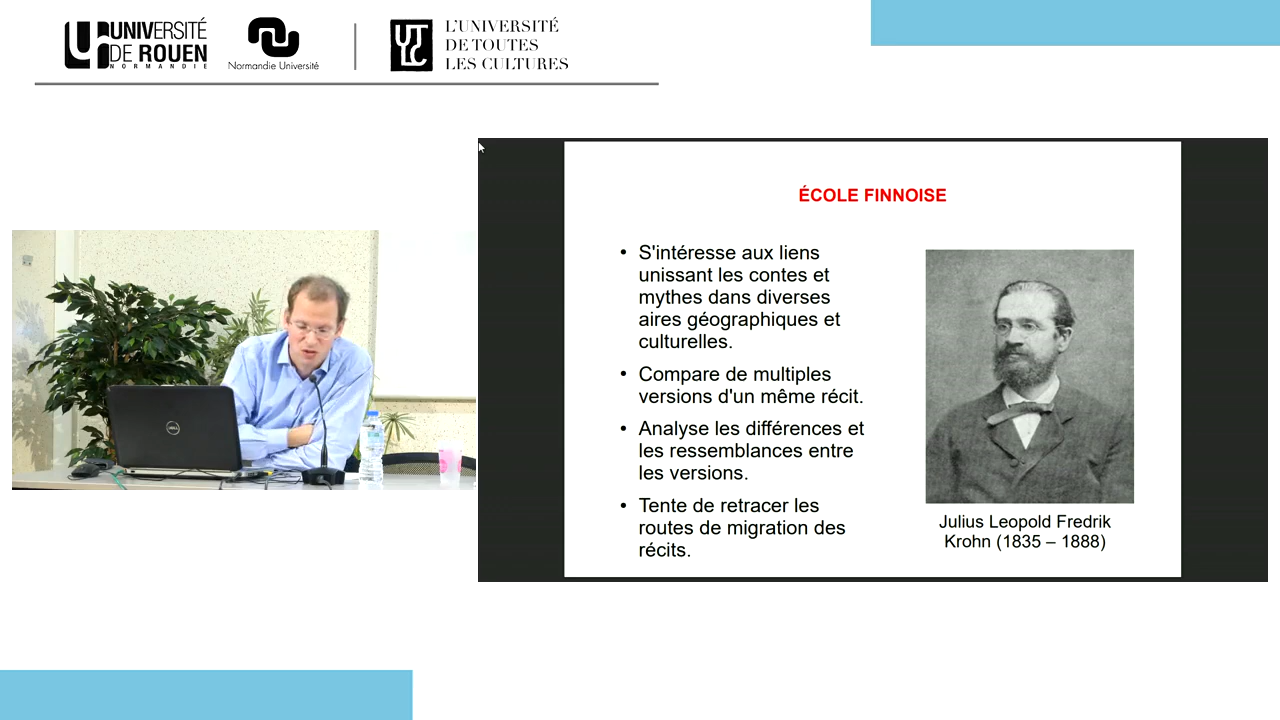 UNIVERSITÉ
DE ROUEN
NORMANDIE
Normandie Université
UTLC
L'UNIVERSITÉ
DE TOUTES
LES CULTURES
ÉCOLE FINNOISE
• S'intéresse aux liens
unissant les contes et
mythes dans diverses
aires géographiques et
culturelles.
• Compare de multiples
versions d'un même récit.
• Analyse les différences et
les ressemblances entre
les versions.
• Tente de retracer les
routes de migration des
récits.
Julius Leopold Fredrik
Krohn (1835 – 1888)
DELL